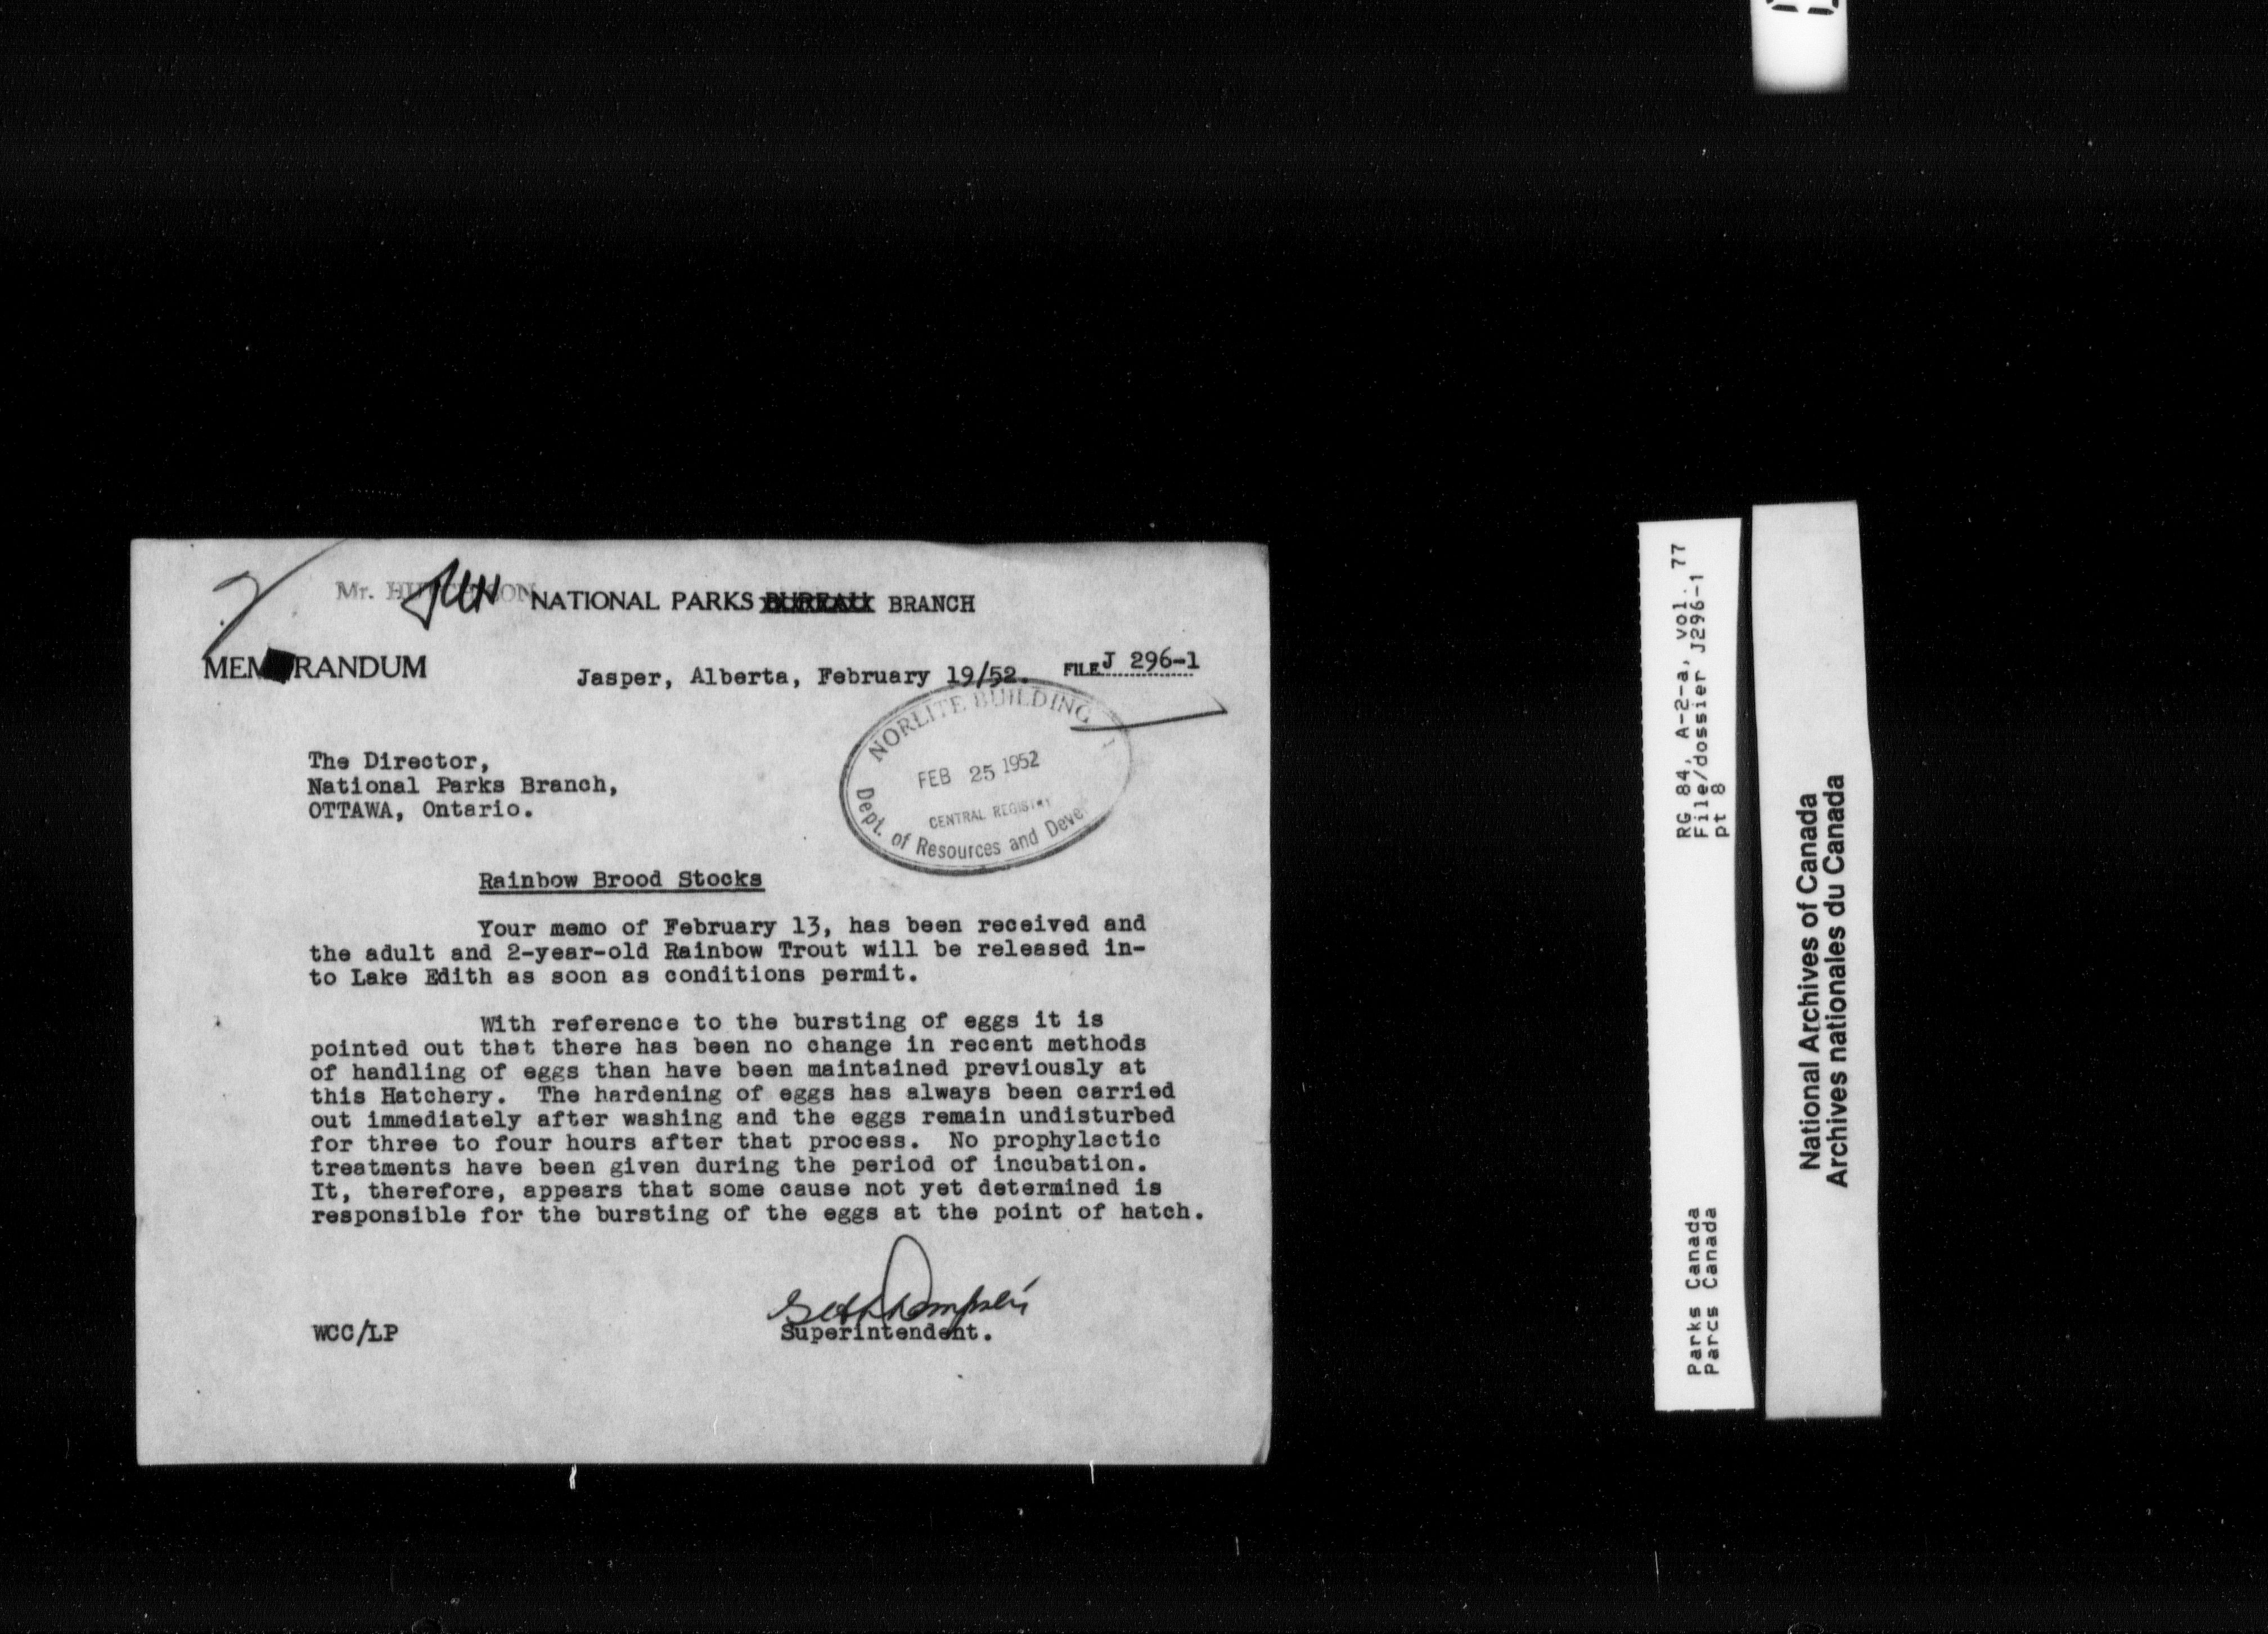 Mr. HUTCHISON
NATIONAL PARKS BUREAU BRANCH
MEMORANDUM
Jasper, Alberta, February 19/52.
FILE J 296-1
NORLITE BUILDING
FEB 25 1952
CENTRAL REGISTRY
Dept. of Resources and Deve
The Director,
National Parks Branch,
OTTAWA, Ontario.
Rainbow Brood Stocks
Your memo of February 13, has been received and
the adult and 2-year-old Rainbow Trout will be released in-
to Lake Edith as soon as conditions permit.
With reference to the bursting of eggs it is
pointed out that there has been no change in recent methods
of handling of eggs than have been maintained previously at
this Hatchery. The hardening of eggs has always been carried
out immediately after washing and the eggs remain undisturbed
for three to four hours after that process. No prophylactic
treatments have been given during the period of incubation.
It, therefore, appears that some cause not yet determined is
responsible for the bursting of the eggs at the point of hatch.
Superintendent.
WCC/LP
RG 84, A-2-a, vol. 77
File/dossier J296-1
pt 8
Parks Canada
Parcs Canada
National Archives of Canada
Archives nationales du Canada